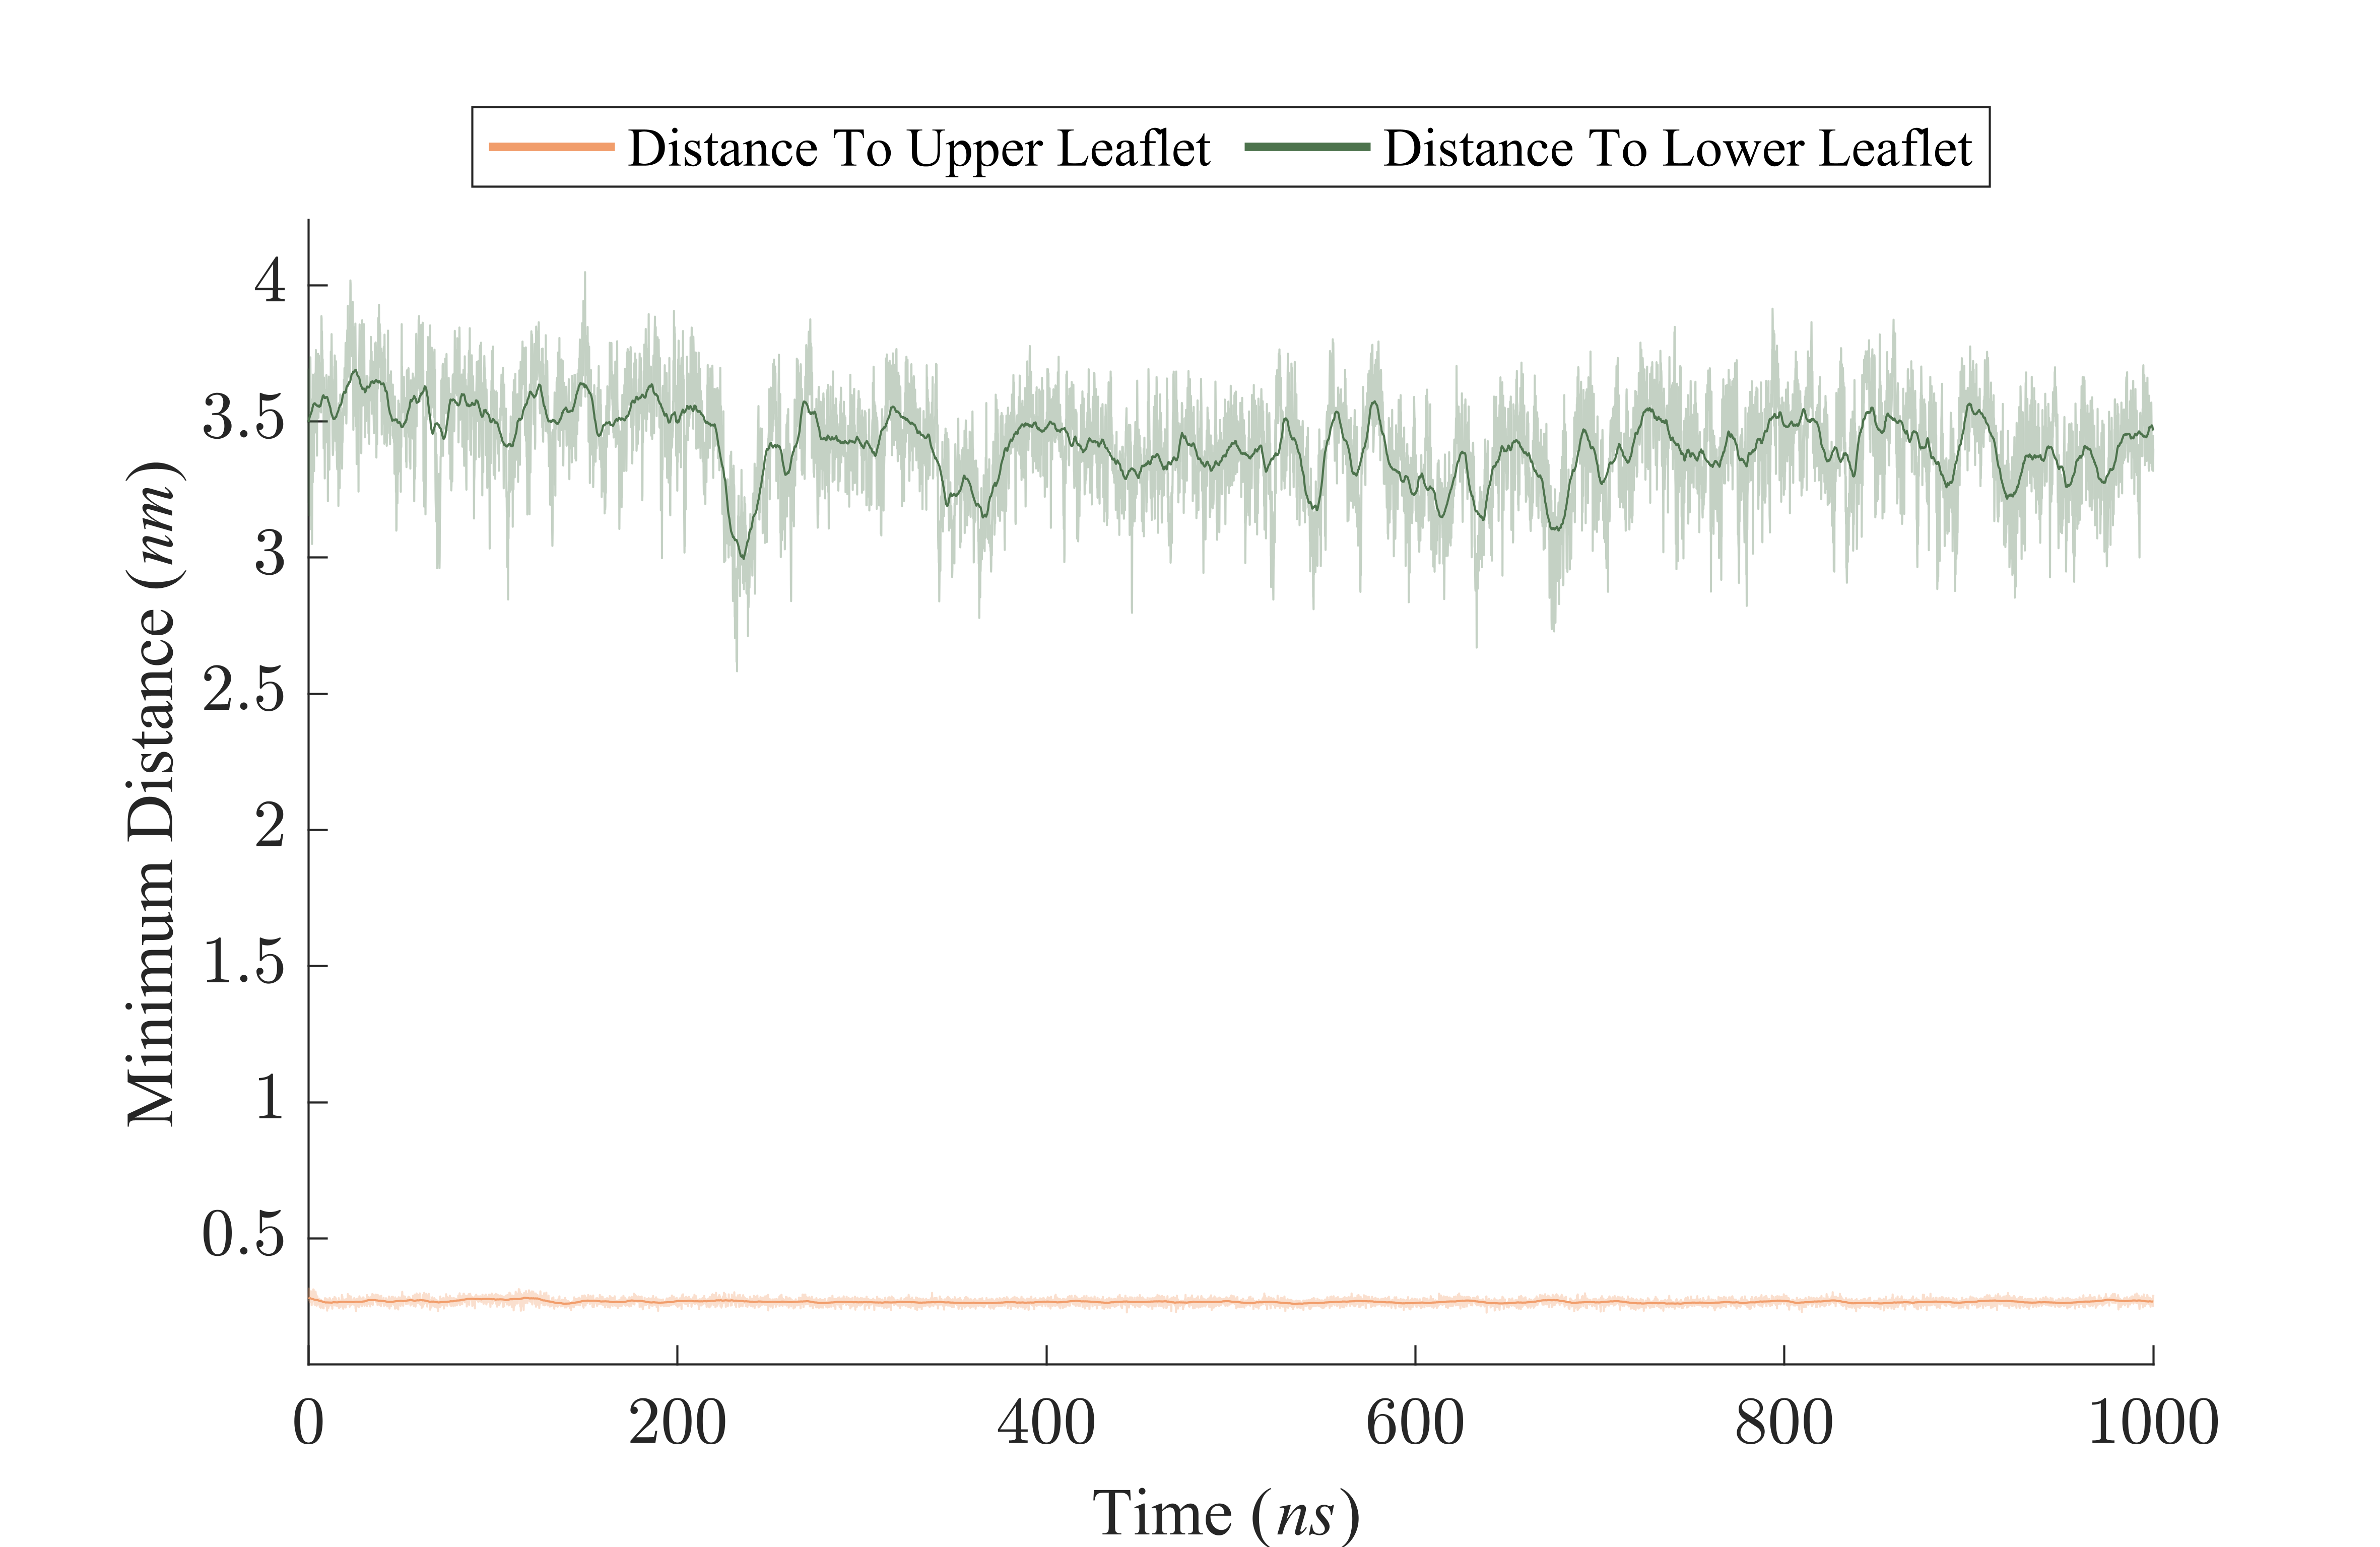 Distance To Upper Leaflet Distance To Lower Leaflet
Minimum Distance (nm)
4
3.5
3
2.5
2
1.5
1
0.5
0 200 400 600 800 1000
Time (ns)